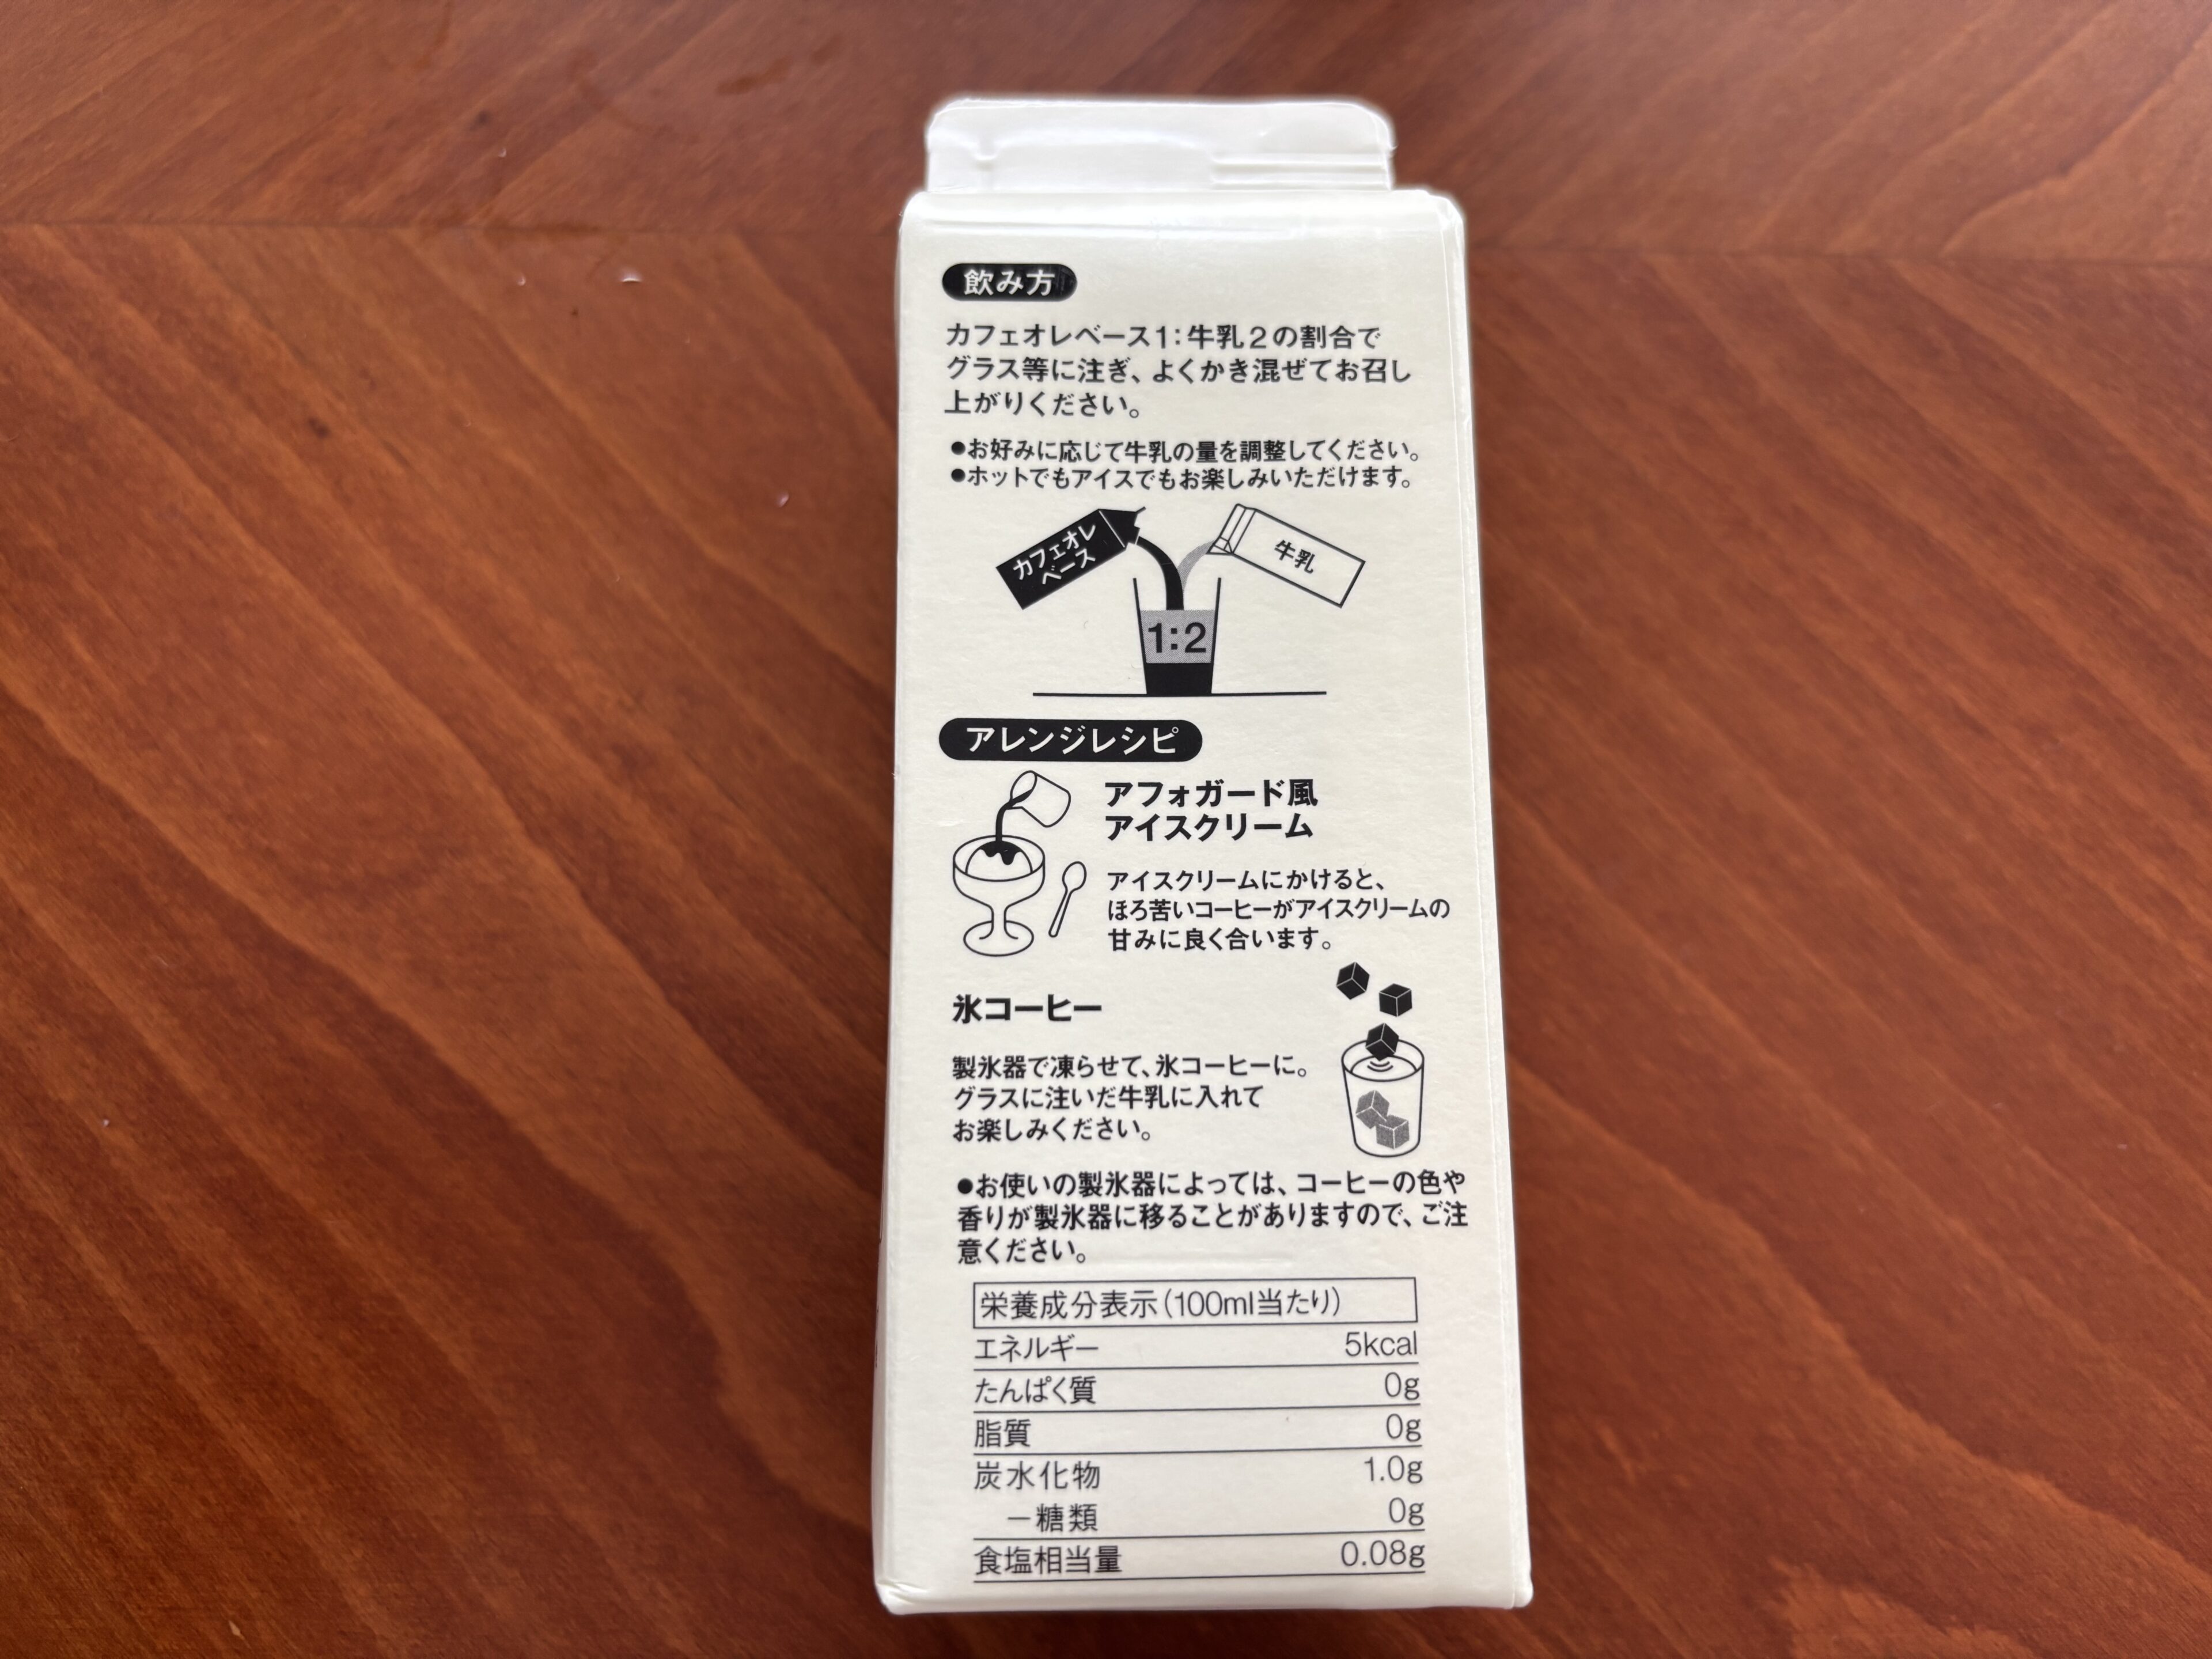 飲み方
カフェオレベース1：牛乳2の割合で
グラス等に注ぎ、よくかき混ぜてお召し
上がりください。
●お好みに応じて牛乳の量を調整してください。
●ホットでもアイスでもお楽しみいただけます。
カフェオレ
ベース
牛乳
1：2
アレンジレシピ
アフォガード風
アイスクリーム
アイスクリームにかけると、
ほろ苦いコーヒーがアイスクリームの
甘みに良く合います。
氷コーヒー
製氷器で凍らせて、氷コーヒーに。
グラスに注いだ牛乳に入れて
お楽しみください。
●お使いの製氷器によっては、コーヒーの色や
香りが製氷器に移ることがありますので、ご注
意ください。
栄養成分表示（100ml当たり）
エネルギー 5kcal
たんぱく質 0g
脂質 0g
炭水化物 1.0g
－糖類 0g
食塩相当量 0.08g